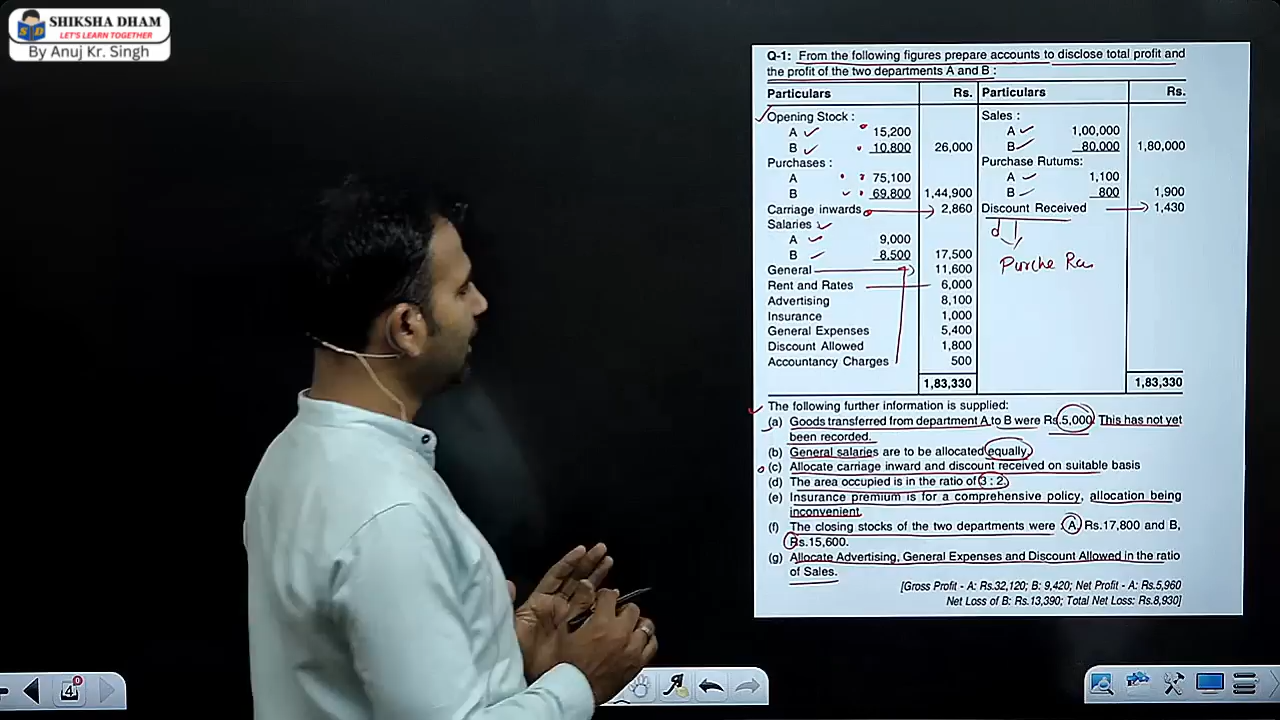 SHIKSHA DHAM
LET'S LEARN TOGETHER
By Anuj Kr. Singh
Q-1: From the following figures prepare accounts to disclose total profit and
the profit of the two departments A and B :
Particulars Rs. Particulars Rs.
Opening Stock : Sales :
A 15,200 A 1,00,000
B 10,800 26,000 B 80,000 1,80,000
Purchases : Purchase Ruturns:
A 75,100 A 1,100
B 69,800 1,44,900 B 800 1,900
Carriage inwards 2,860 Discount Received 1,430
Salaries :
A 9,000
B 8,500 17,500
General 11,600
Purche Ra
Rent and Rates 6,000
Advertising 8,100
Insurance 1,000
General Expenses 5,400
Discount Allowed 1,800
Accountancy Charges 500
1,83,330 1,83,330
The following further information is supplied:
(a) Goods transferred from department A to B were Rs.5,000. This has not yet
been recorded.
(b) General salaries are to be allocated equally.
(c) Allocate carriage inward and discount received on suitable basis
(d) The area occupied is in the ratio of 3 : 2.
(e) Insurance premium is for a comprehensive policy, allocation being
inconvenient.
(f) The closing stocks of the two departments were : A, Rs.17,800 and B,
Rs.15,600.
(g) Allocate Advertising, General Expenses and Discount Allowed in the ratio
of Sales.
[Gross Profit - A: Rs.32,120; B: 9,420; Net Profit - A: Rs.5,960
Net Loss of B: Rs.13,390; Total Net Loss: Rs.8,930]
4
0